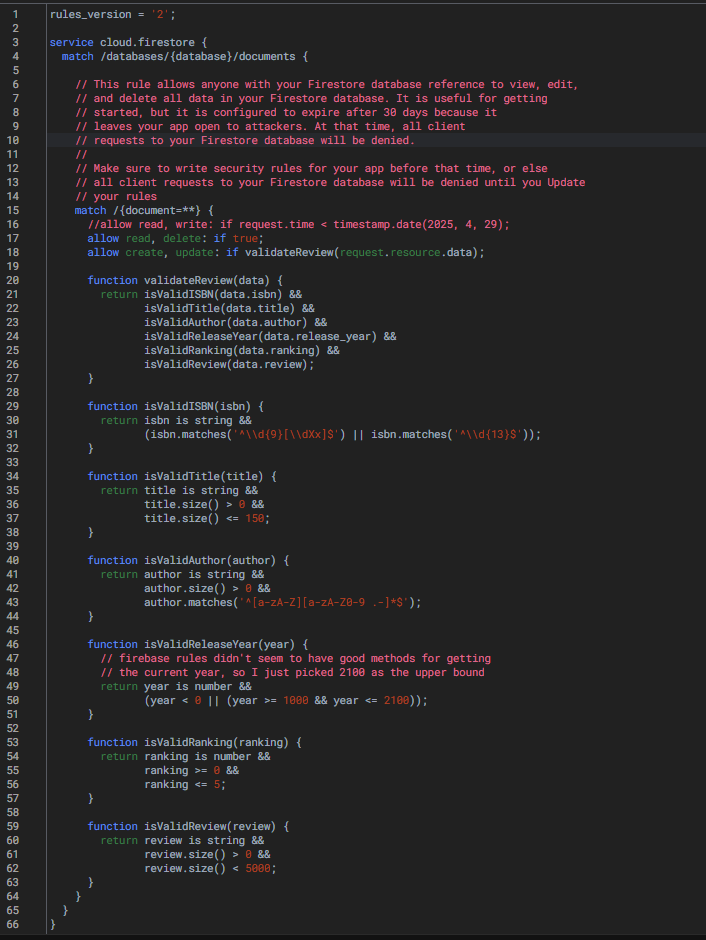 1 rules_version = '2';
2
3 service cloud.firestore {
4   match /databases/{database}/documents {
5
6     // This rule allows anyone with your Firestore database reference to view, edit,
7     // and delete all data in your Firestore database. It is useful for getting
8     // started, but it is configured to expire after 30 days because it
9     // leaves your app open to attackers. At that time, all client
10     // requests to your Firestore database will be denied.
11     //
12     // Make sure to write security rules for your app before that time, or else
13     // all client requests to your Firestore database will be denied until you Update
14     // your rules
15     match /{document=**} {
16       //allow read, write: if request.time < timestamp.date(2025, 4, 29);
17       allow read, delete: if true;
18       allow create, update: if validateReview(request.resource.data);
19
20       function validateReview(data) {
21         return isValidISBN(data.isbn) &&
22                isValidTitle(data.title) &&
23                isValidAuthor(data.author) &&
24                isValidReleaseYear(data.release_year) &&
25                isValidRanking(data.ranking) &&
26                isValidReview(data.review);
27       }
28
29       function isValidISBN(isbn) {
30         return isbn is string &&
31                (isbn.matches('^\\d{9}[\\dXx]$') || isbn.matches('^\\d{13}$'));
32       }
33
34       function isValidTitle(title) {
35         return title is string &&
36                title.size() > 0 &&
37                title.size() <= 150;
38       }
39
40       function isValidAuthor(author) {
41         return author is string &&
42                author.size() > 0 &&
43                author.matches('^[a-zA-Z][a-zA-Z0-9 .-]*$');
44       }
45
46       function isValidReleaseYear(year) {
47         // firebase rules didn't seem to have good methods for getting
48         // the current year, so I just picked 2100 as the upper bound
49         return year is number &&
50                (year < 0 || (year >= 1000 && year <= 2100));
51       }
52
53       function isValidRanking(ranking) {
54         return ranking is number &&
55                ranking >= 0 &&
56                ranking <= 5;
57       }
58
59       function isValidReview(review) {
60         return review is string &&
61                review.size() > 0 &&
62                review.size() < 5000;
63       }
64     }
65   }
66 }